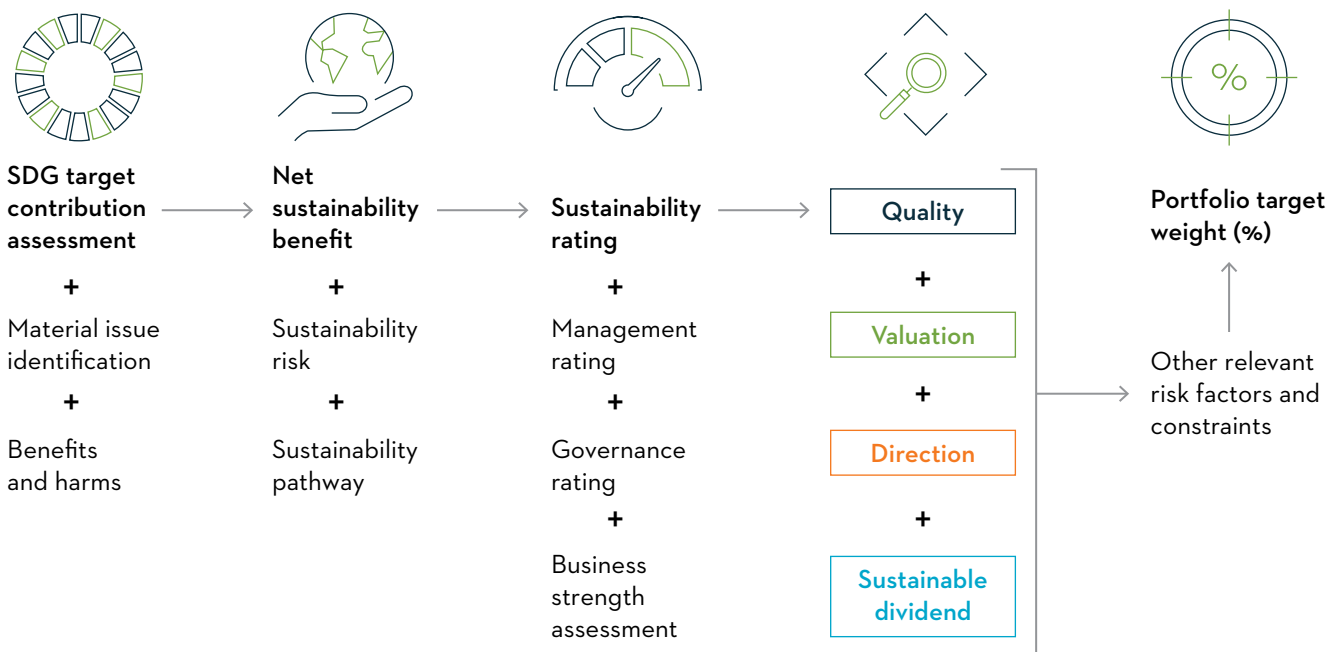 %
SDG target
contribution
assessment
+
Material issue
identification
+
Benefits
and harms
Net
sustainability
benefit
+
Sustainability
risk
+
Sustainability
pathway
Sustainability
rating
+
Management
rating
+
Governance
rating
+
Business
strength
assessment
Quality
+
Valuation
+
Direction
+
Sustainable
dividend
Portfolio target
weight (%)
Other relevant
risk factors and
constraints